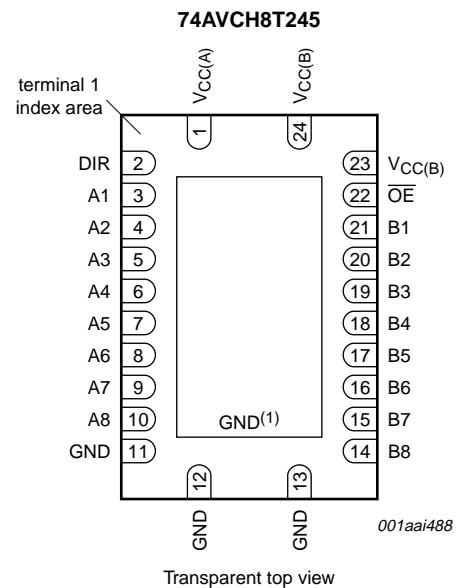 74AVCH8T245
terminal 1
index area
VCC(A)
VCC(B)
1
24
DIR 2
23 VCC(B)
A1 3
22 O̅E̅
A2 4
21 B1
A3 5
20 B2
A4 6
19 B3
A5 7
18 B4
A6 8
17 B5
A7 9
16 B6
A8 10
15 B7
GND(1)
GND 11
14 B8
12
13
GND
GND
001aai488
Transparent top view